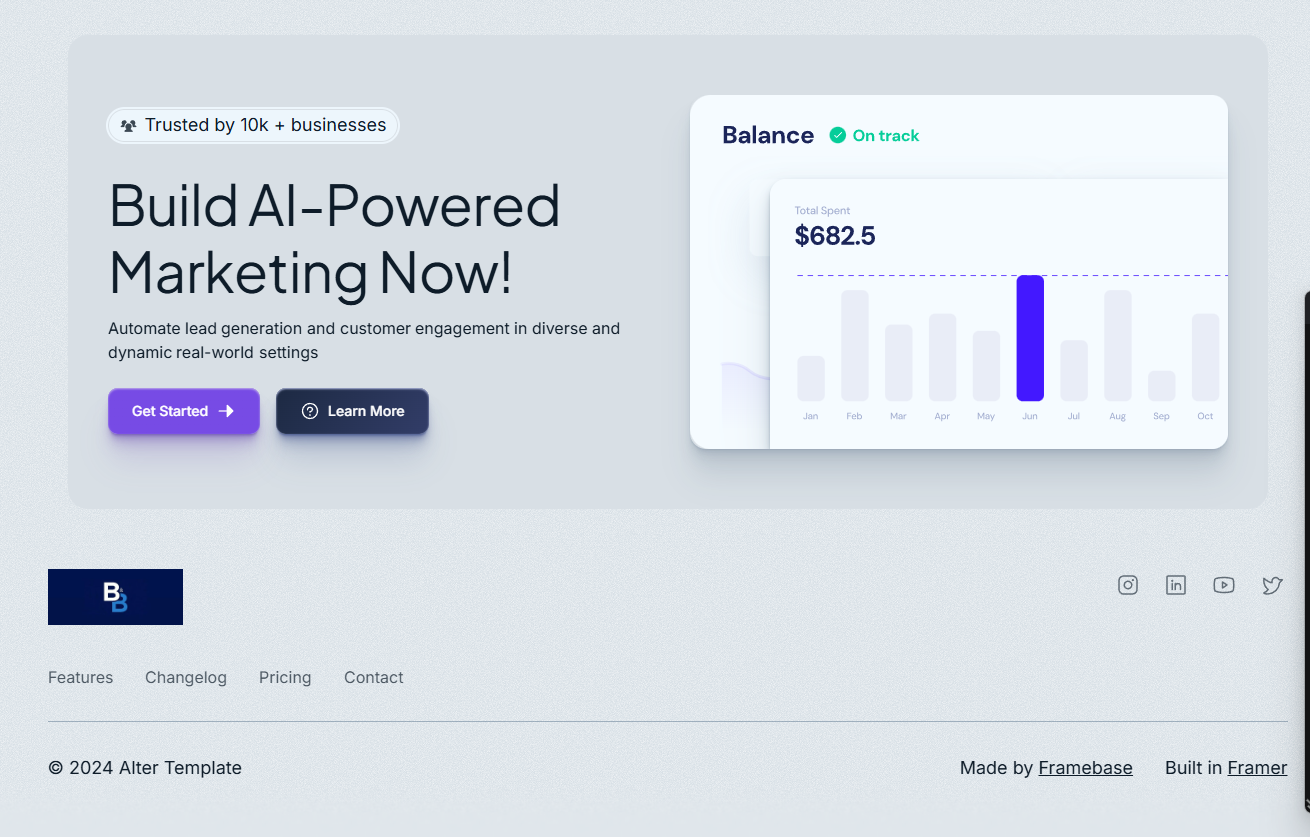 Trusted by 10k + businesses
Build AI-Powered
Marketing Now!
Automate lead generation and customer engagement in diverse and
dynamic real-world settings
Get Started
Learn More
Balance
On track
Total Spent
$682.5
Jan Feb Mar Apr May Jun Jul Aug Sep Oct
B
B
Features Changelog Pricing Contact
© 2024 Alter Template
Made by Framebase Built in Framer